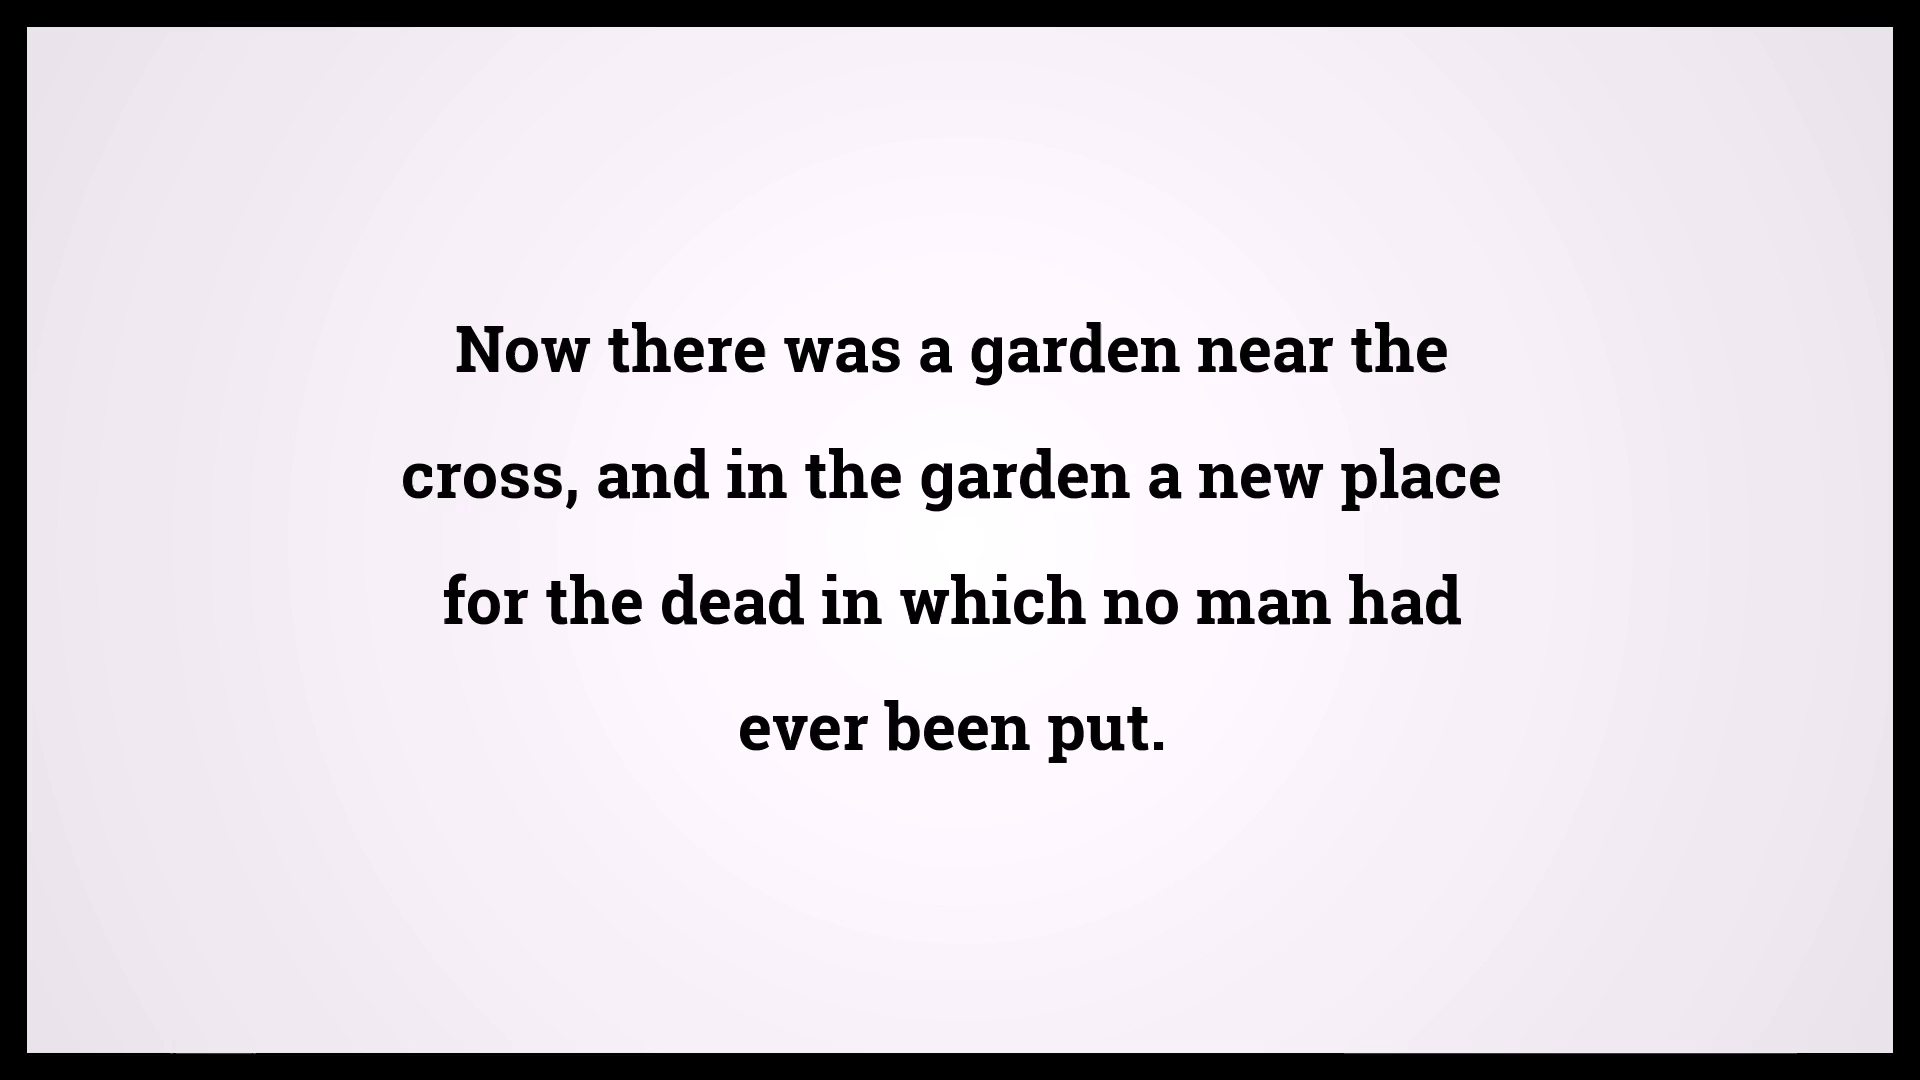 Now there was a garden near the
cross, and in the garden a new place
for the dead in which no man had
ever been put.